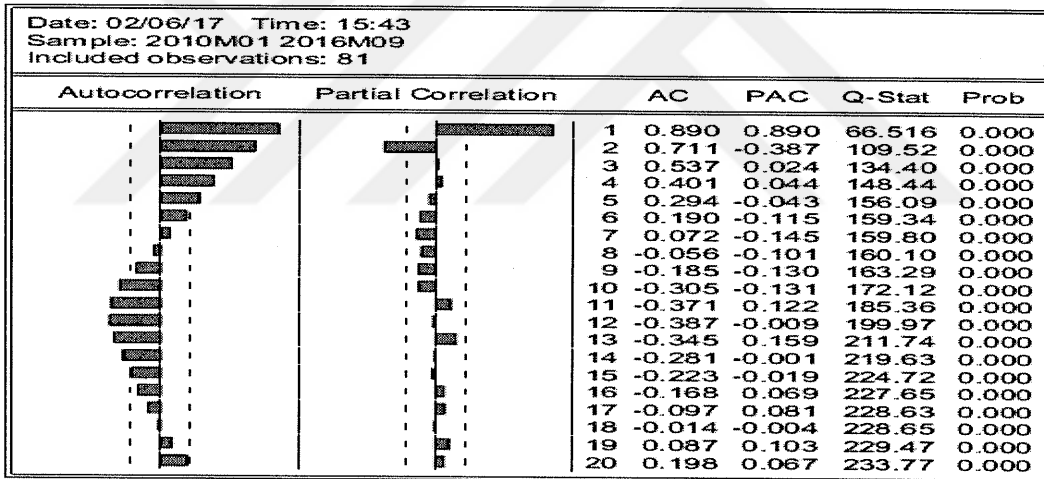 Date: 02/06/17 Time: 15:43
Sample: 2010M01 2016M09
Included observations: 81
Autocorrelation Partial Correlation AC PAC Q-Stat Prob
1 0.890 0.890 66.516 0.000
2 0.711 -0.387 109.52 0.000
3 0.537 0.024 134.40 0.000
4 0.401 0.044 148.44 0.000
5 0.294 -0.043 156.09 0.000
6 0.190 -0.115 159.34 0.000
7 0.072 -0.145 159.80 0.000
8 -0.056 -0.101 160.10 0.000
9 -0.185 -0.130 163.29 0.000
10 -0.305 -0.131 172.12 0.000
11 -0.371 0.122 185.36 0.000
12 -0.387 -0.009 199.97 0.000
13 -0.345 0.159 211.74 0.000
14 -0.281 -0.001 219.63 0.000
15 -0.223 -0.019 224.72 0.000
16 -0.168 0.069 227.65 0.000
17 -0.097 0.081 228.63 0.000
18 -0.014 -0.004 228.65 0.000
19 0.087 0.103 229.47 0.000
20 0.198 0.067 233.77 0.000